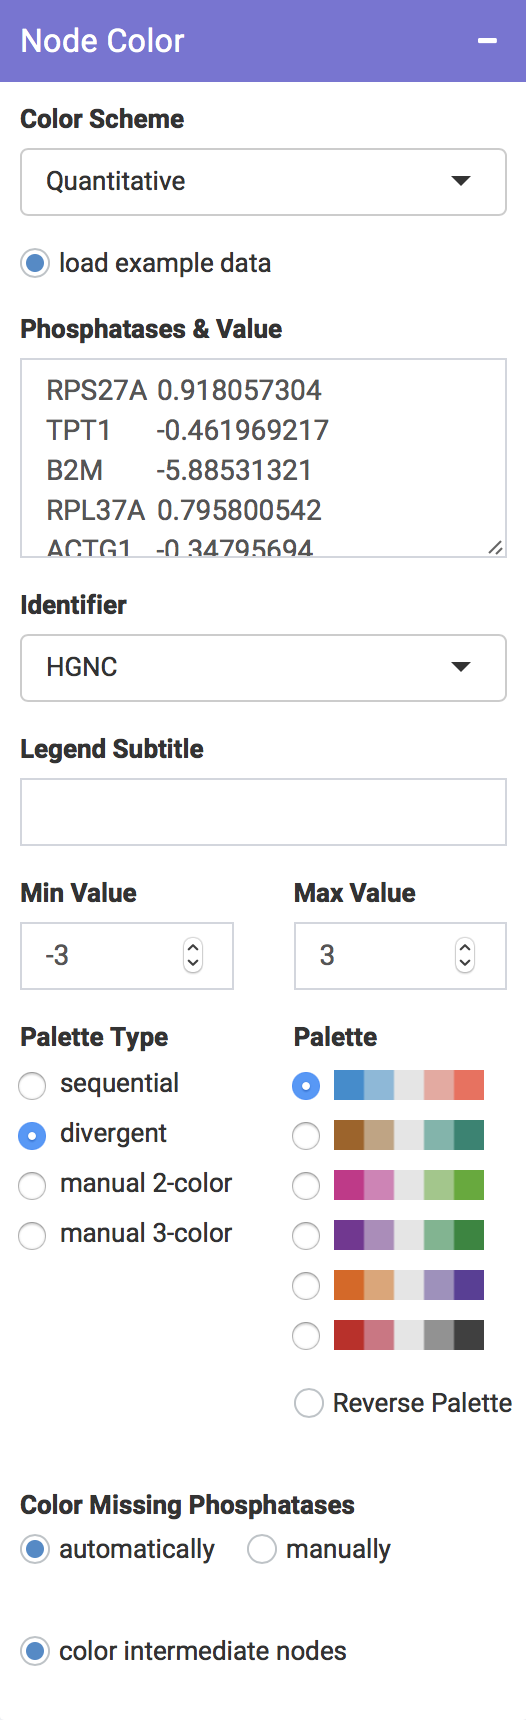 Node Color
Color Scheme
Quantitative
load example data
Phosphatases & Value
RPS27A 0.918057304
TPT1 -0.461969217
B2M -5.88531321
RPL37A 0.795800542
ACTG1 -0.34795694
Identifier
HGNC
Legend Subtitle
Min Value Max Value
-3 3
Palette Type Palette
sequential
divergent
manual 2-color
manual 3-color
Reverse Palette
Color Missing Phosphatases
automatically manually
color intermediate nodes